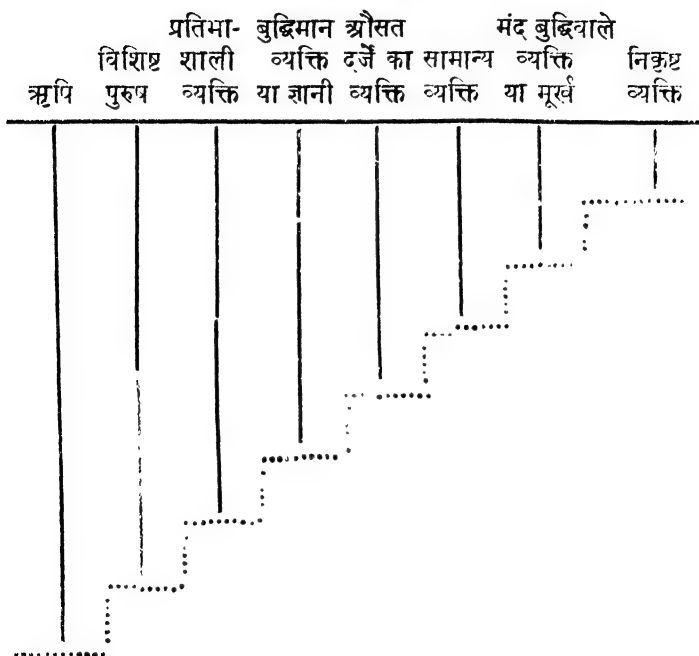 प्रतिभा- बुद्धिमान औसत मंद बुद्धिवाले
विशिष्ट शाली व्यक्ति दर्जे का सामान्य व्यक्ति निकृष्ट
ऋषि पुरुष व्यक्ति या ज्ञानी व्यक्ति व्यक्ति या मूर्ख व्यक्ति